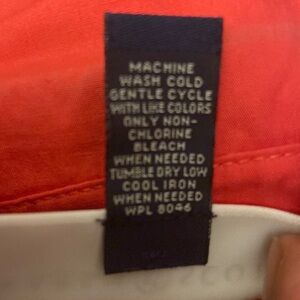 MACHINE
WASH COLD
GENTLE CYCLE
WITH LIKE COLORS
ONLY NON-
CHLORINE
BLEACH
WHEN NEEDED
TUMBLE DRY LOW
COOL IRON
WHEN NEEDED
WPL 8046